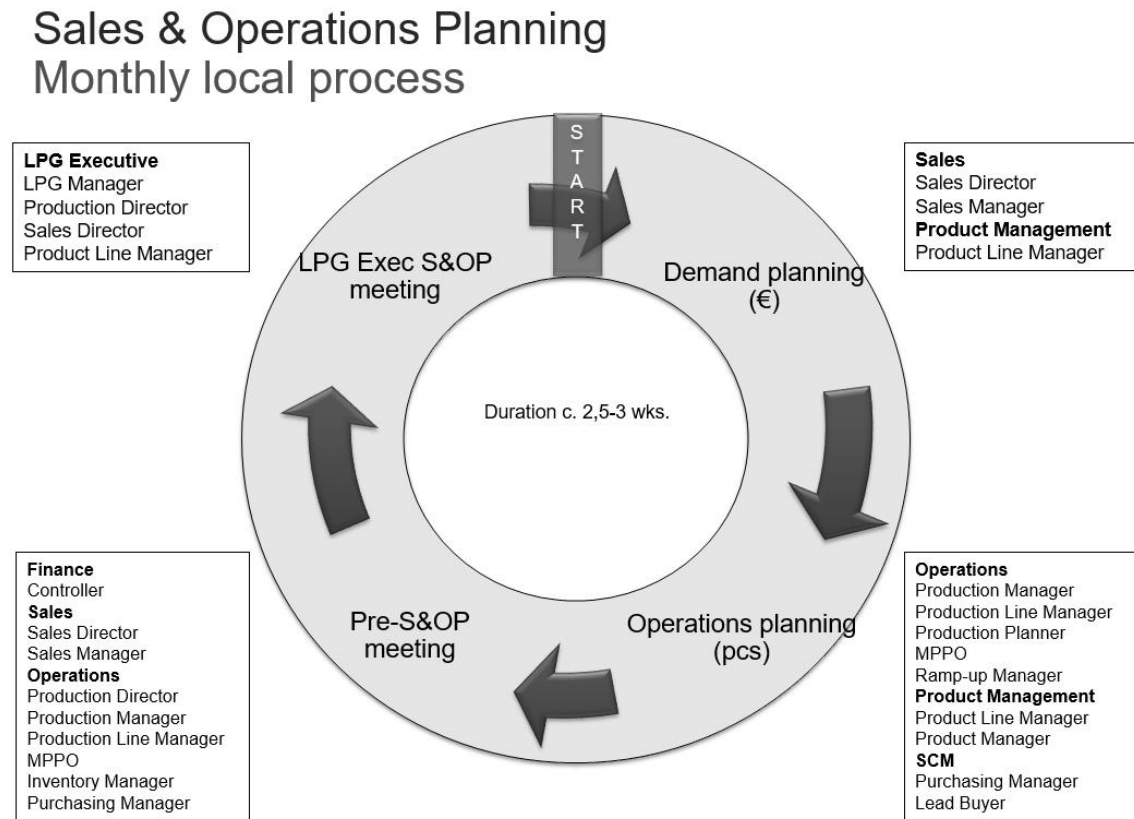 Sales & Operations Planning
Monthly local process
START
LPG Executive
LPG Manager
Production Director
Sales Director
Product Line Manager
Sales
Sales Director
Sales Manager
Product Management
Product Line Manager
LPG Exec S&OP
meeting
Demand planning
(€)
Duration c. 2,5-3 wks.
Pre-S&OP
meeting
Operations planning
(pcs)
Finance
Controller
Sales
Sales Director
Sales Manager
Operations
Production Director
Production Manager
Production Line Manager
MPPO
Inventory Manager
Purchasing Manager
Operations
Production Manager
Production Line Manager
Production Planner
MPPO
Ramp-up Manager
Product Management
Product Line Manager
Product Manager
SCM
Purchasing Manager
Lead Buyer